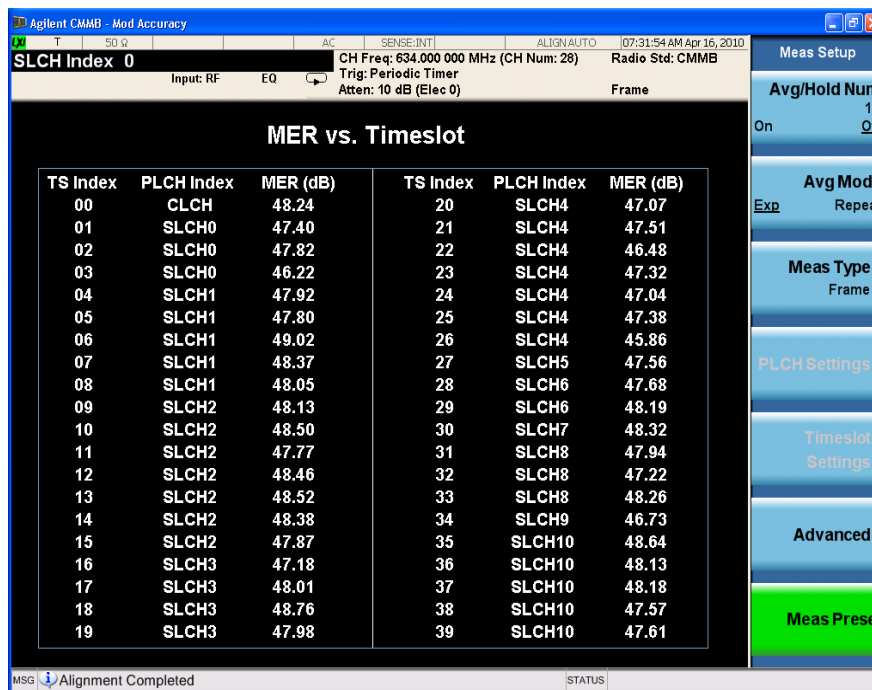 Agilent CMMB - Mod Accuracy
LXI T 50 Ω AC SENSE:INT ALIGN AUTO 07:31:54 AM Apr 16, 2010
SLCH Index 0
Input: RF EQ
CH Freq: 634.000 000 MHz (CH Num: 28)
Trig: Periodic Timer
Atten: 10 dB (Elec 0)
Radio Std: CMMB
Frame
MER vs. Timeslot
TS Index PLCH Index MER (dB) TS Index PLCH Index MER (dB)
00 CLCH 48.24 20 SLCH4 47.07
01 SLCH0 47.40 21 SLCH4 47.51
02 SLCH0 47.82 22 SLCH4 46.48
03 SLCH0 46.22 23 SLCH4 47.32
04 SLCH1 47.92 24 SLCH4 47.04
05 SLCH1 47.80 25 SLCH4 47.38
06 SLCH1 49.02 26 SLCH4 45.86
07 SLCH1 48.37 27 SLCH5 47.56
08 SLCH1 48.05 28 SLCH6 47.68
09 SLCH2 48.13 29 SLCH6 48.19
10 SLCH2 48.50 30 SLCH7 48.32
11 SLCH2 47.77 31 SLCH8 47.94
12 SLCH2 48.46 32 SLCH8 47.22
13 SLCH2 48.52 33 SLCH8 48.26
14 SLCH2 48.38 34 SLCH9 46.73
15 SLCH2 47.87 35 SLCH10 48.64
16 SLCH3 47.18 36 SLCH10 48.13
17 SLCH3 48.01 37 SLCH10 48.18
18 SLCH3 48.76 38 SLCH10 47.57
19 SLCH3 47.98 39 SLCH10 47.61
Meas Setup
Avg/Hold Num
1
On O
Avg Mod
Exp Repea
Meas Type
Frame
PLCH Settings
Timeslot
Settings
Advanced
Meas Prese
MSG Alignment Completed STATUS